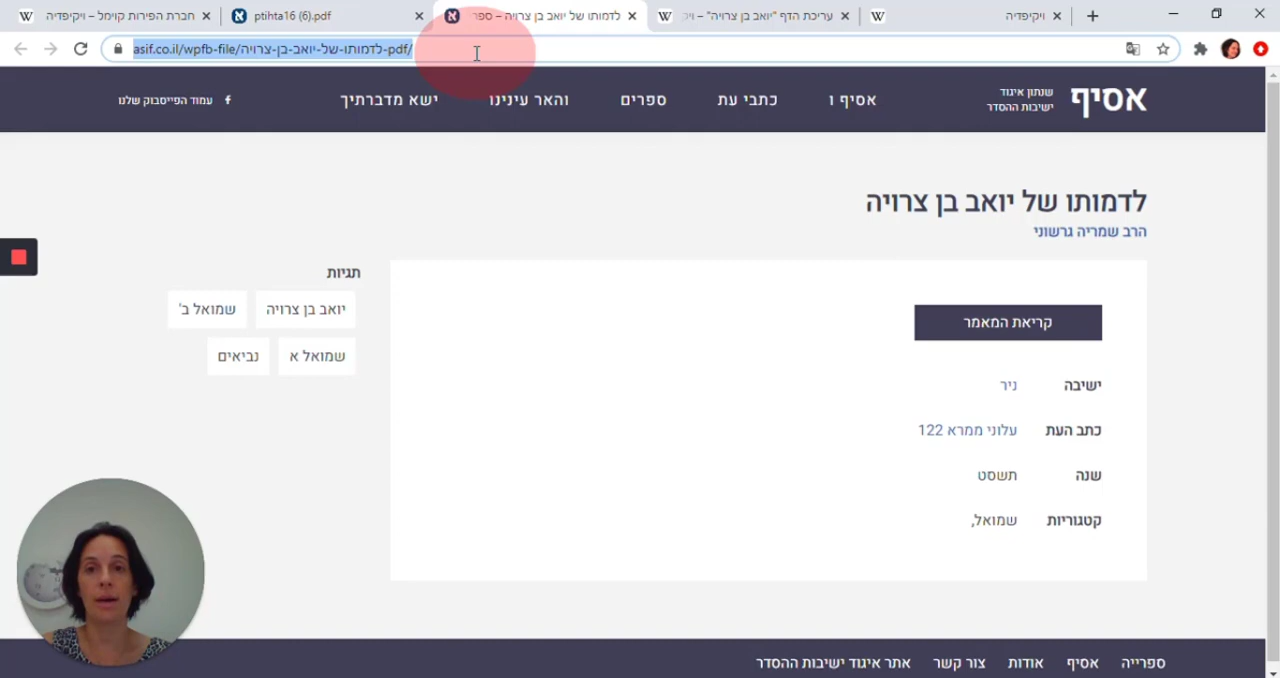 חברת הפירות קוימל – ויקיפדיה
ptihta16 (6).pdf
לדמותו של יואב בן צרויה – ספר
עריכת הדף "יואב בן צרויה" – ויק
ויקיפדיה
asif.co.il/wpfb-file/לדמותו-של-יואב-בן-צרויה-pdf/
אסיף
שנתון איגוד
ישיבות ההסדר
אסיף ו
כתבי עת
ספרים
והאר עינינו
ישא מדברתיך
עמוד הפייסבוק שלנו
לדמותו של יואב בן צרויה
הרב שמריה גרשוני
קריאת המאמר
ישיבה ניר
כתב העת עלוני ממרא 122
שנה תשסט
קטגוריות שמואל,
תגיות
יואב בן צרויה שמואל ב'
שמואל א נביאים
ספרייה אסיף אודות צור קשר אתר איגוד ישיבות ההסדר